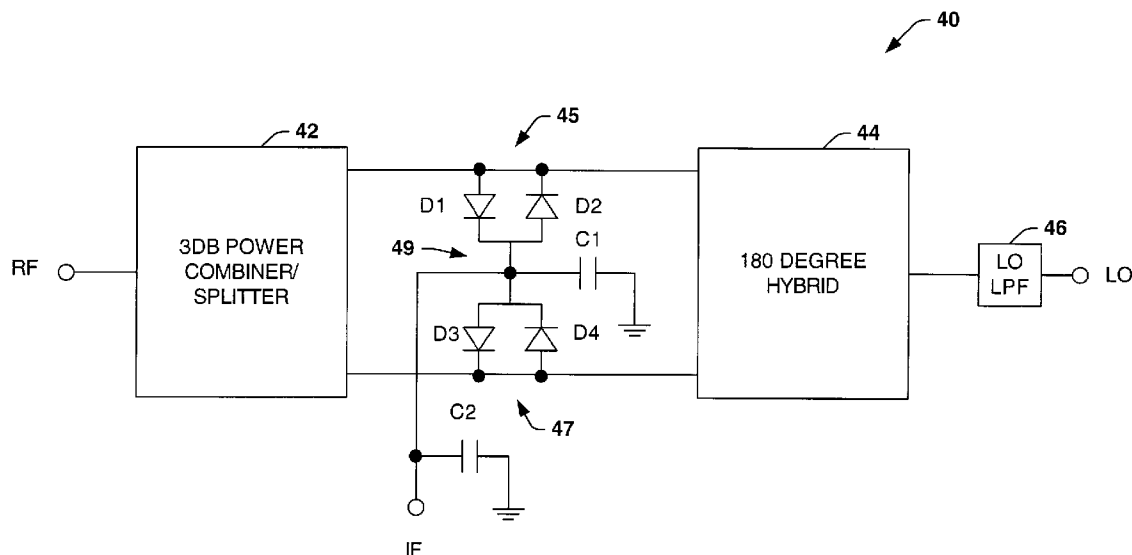 40
42
45
44
D1
D2
49
C1
46
RF
3DB POWER
COMBINER/
SPLITTER
180 DEGREE
HYBRID
LO
LPF
LO
D3
D4
C2
47
IF